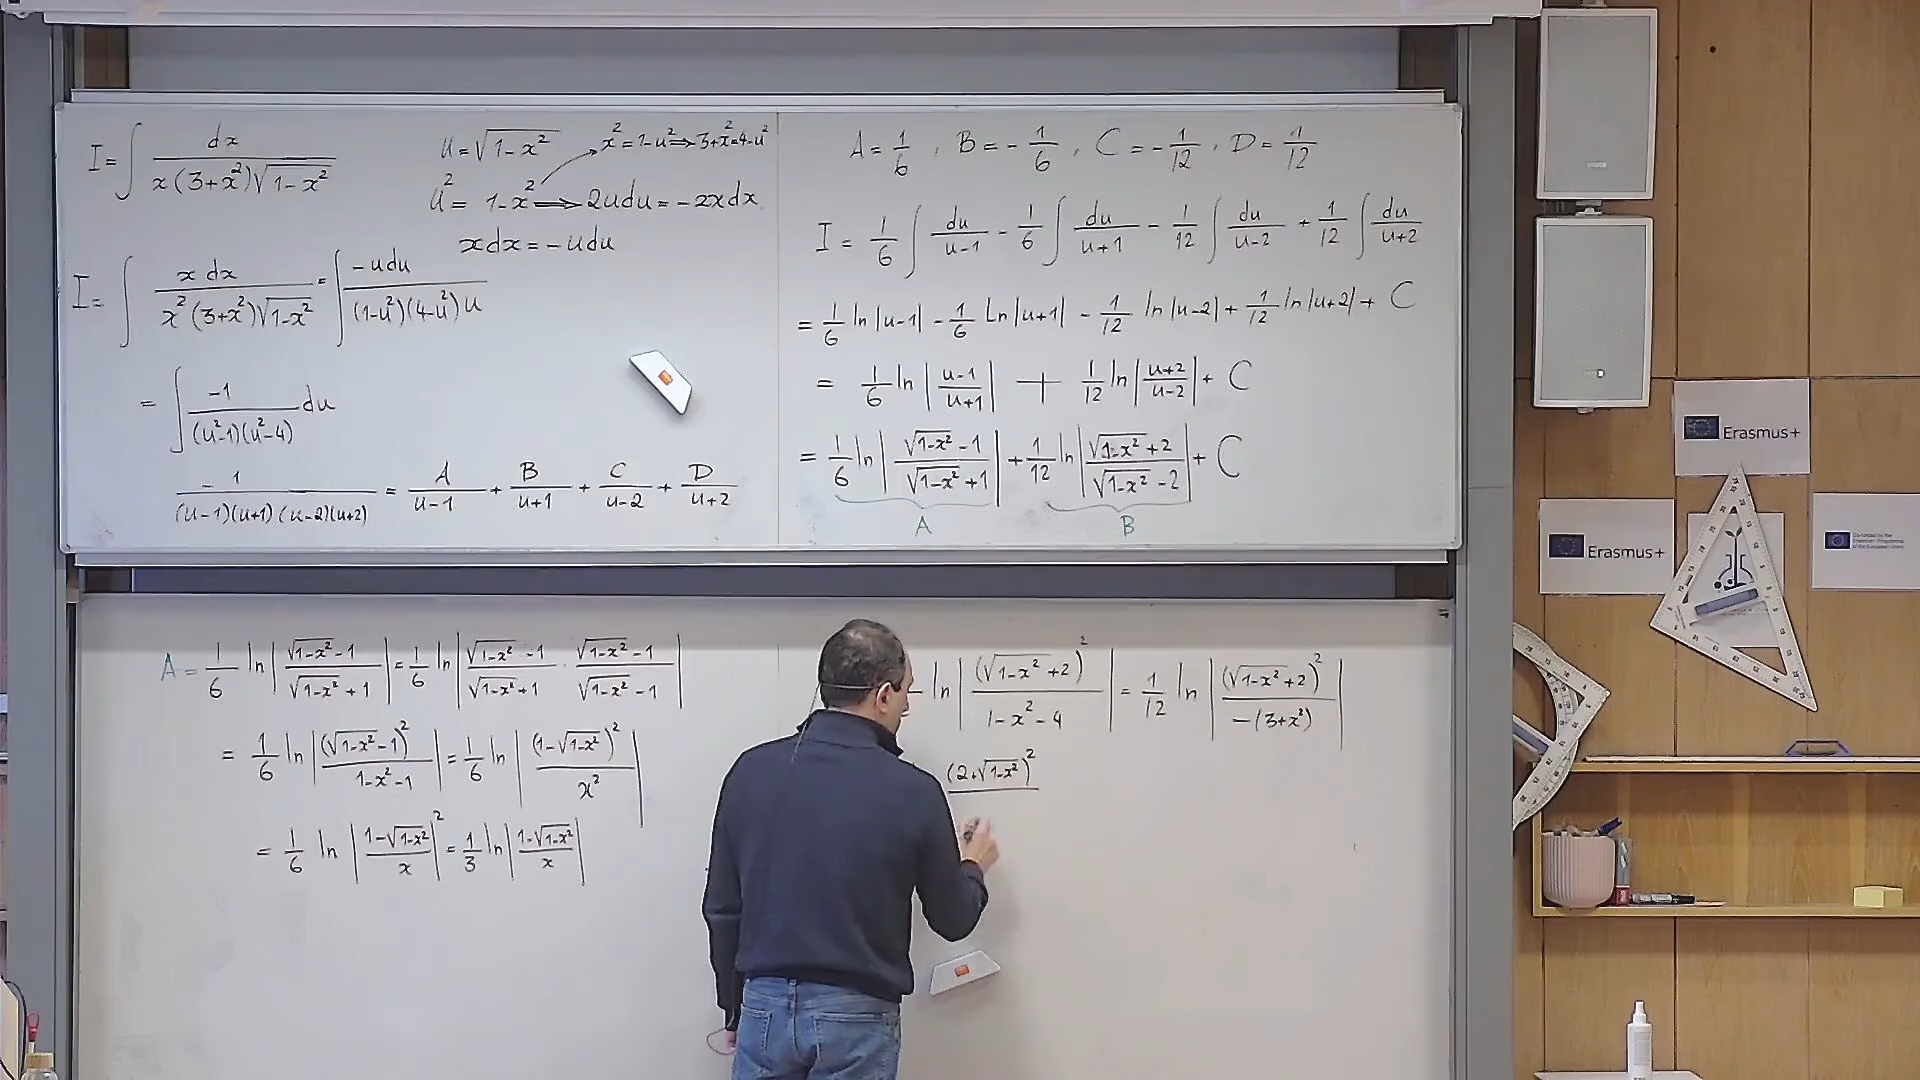 I = ∫ dx / (x(3+x²)√(1-x²))
u = √(1-x²)
x² = 1-u² ⇒ 3+x² = 4-u²
u² = 1-x² ⇒ 2udu = -2xdx
xdx = -udu
I = ∫ x dx / (x²(3+x²)√(1-x²)) = ∫ -udu / ((1-u²)(4-u²)u)
= ∫ -1 / ((u²-1)(u²-4)) du
-1 / ((u-1)(u+1)(u-2)(u+2)) = A/(u-1) + B/(u+1) + C/(u-2) + D/(u+2)
A = 1/6 , B = -1/6 , C = -1/12 , D = 1/12
I = 1/6 ∫ du/(u-1) - 1/6 ∫ du/(u+1) - 1/12 ∫ du/(u-2) + 1/12 ∫ du/(u+2)
= 1/6 ln|u-1| - 1/6 Ln|u+1| - 1/12 ln|u-2| + 1/12 ln|u+2| + C
= 1/6 ln|(u-1)/(u+1)| + 1/12 ln|(u+2)/(u-2)| + C
= 1/6 ln|(√(1-x²) -1)/(√(1-x²) +1)| + 1/12 ln|(√(1-x²) +2)/(√(1-x²) -2)| + C
A B
A = 1/6 ln|(√(1-x²) -1)/(√(1-x²) +1)| = 1/6 ln|(√(1-x²) -1)/(√(1-x²) +1) · (√(1-x²) -1)/(√(1-x²) -1)|
= 1/6 ln|(√(1-x²) -1)²/(1-x²-1)| = 1/6 ln|(1-√(1-x²))²/x²|
= 1/6 ln|(1-√(1-x²))/x|² = 1/3 ln|(1-√(1-x²))/x|
ln|(√(1-x²) +2)²/(1-x²-4)| = 1/12 ln|(√(1-x²) +2)²/(-(3+x²))|
(2+√(1-x²))²
Erasmus+
Erasmus+